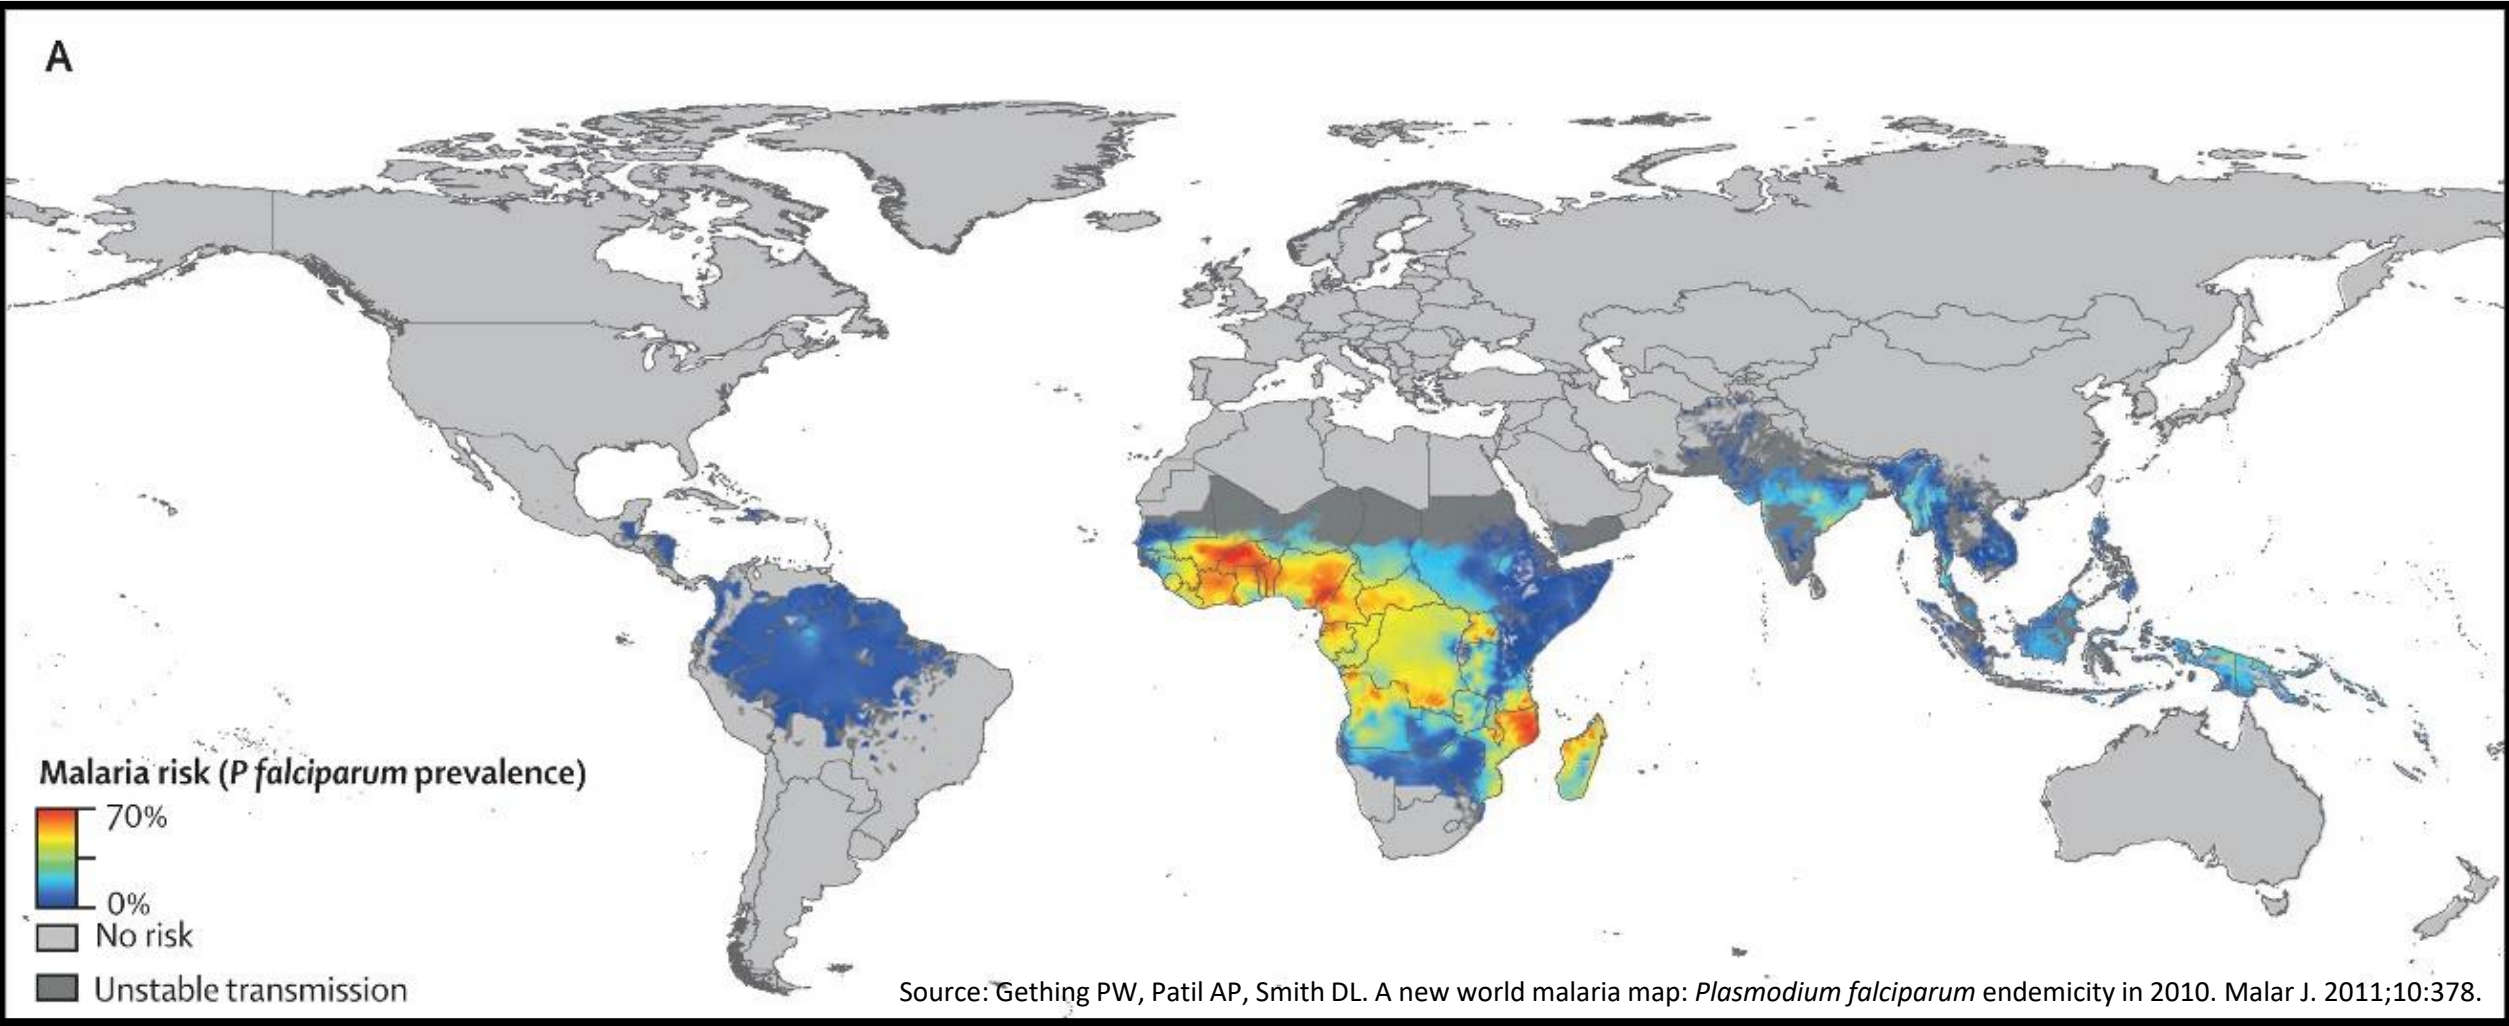 A
Malaria risk (P falciparum prevalence)
70%
0%
No risk
Unstable transmission
Source: Gething PW, Patil AP, Smith DL. A new world malaria map: Plasmodium falciparum endemicity in 2010. Malar J. 2011;10:378.